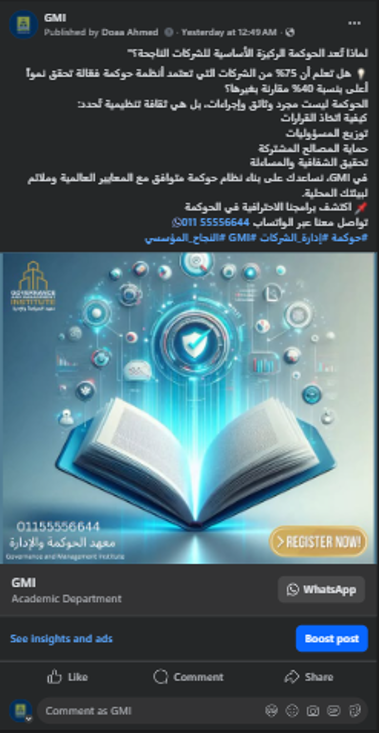 GMI
Published by Doaa Ahmed · Yesterday at 12:49 AM ·
لماذا تُعد الحوكمة الركيزة الأساسية للشركات الناجحة؟"
هل تعلم أن 75% من الشركات التي تعتمد أنظمة حوكمة فعّالة تحقق نمواً
أعلى بنسبة 40% مقارنة بغيرها؟
الحوكمة ليست مجرد وثائق وإجراءات، بل هي ثقافة تنظيمية تُحدد:
كيفية اتخاذ القرارات
توزيع المسؤوليات
حماية المصالح المشتركة
تحقيق الشفافية والمساءلة
في GMI، نساعدك على بناء نظام حوكمة متوافق مع المعايير العالمية وملائم
لبيئتك المحلية.
اكتشف برامجنا الاحترافية في الحوكمة
تواصل معنا عبر الواتساب 55556644 011
#حوكمة #إدارة_الشركات #GMI #النجاح_المؤسسي
GOVERNANCE
AND MANAGEMENT
INSTITUTE
01155556644
معهد الحوكمة والإدارة
Governance and Management Institute
> REGISTER NOW!
GMI
Academic Department
WhatsApp
See insights and ads
Boost post
Like
Comment
Share
Comment as GMI